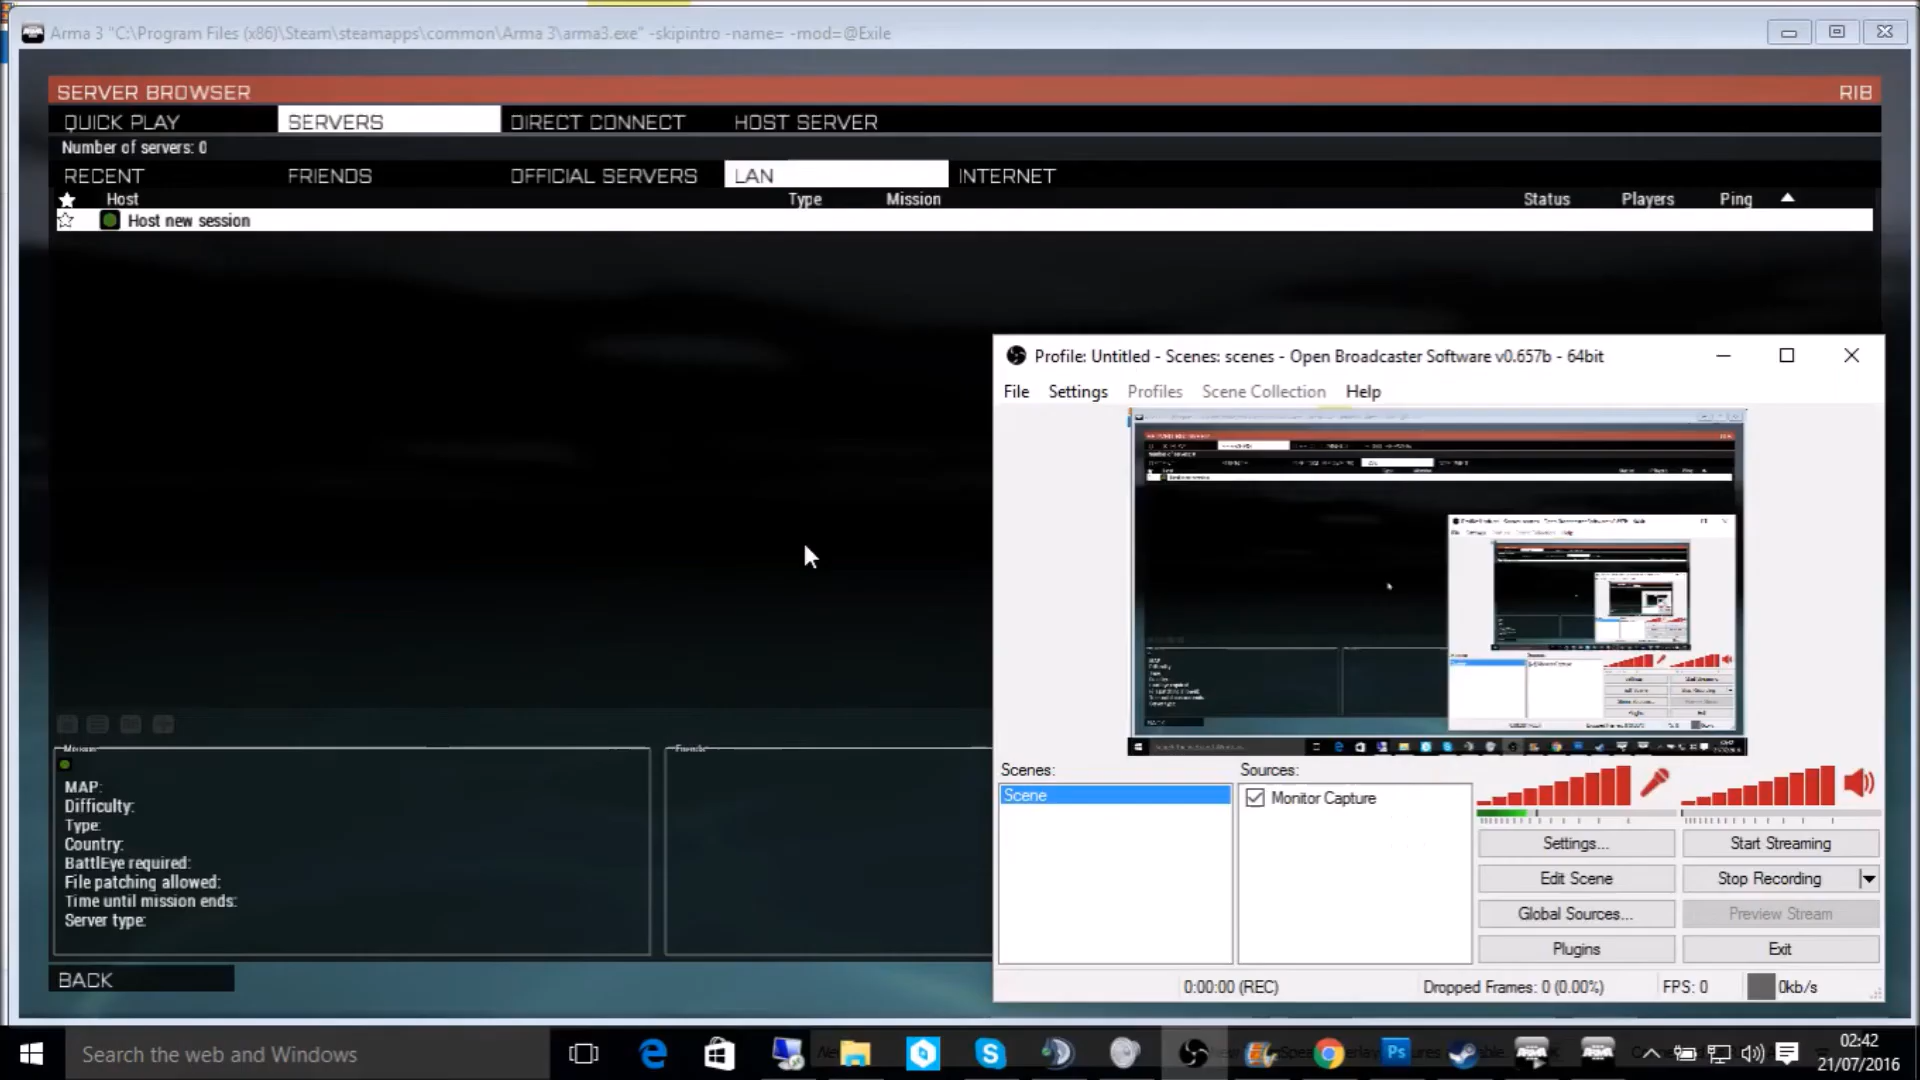 Arma 3 "C:\Program Files (x86)\Steam\steamapps\common\Arma 3\arma3.exe" -skipintro -name= -mod=@Exile
SERVER BROWSER RIB
QUICK PLAY SERVERS DIRECT CONNECT HOST SERVER
Number of servers: 0
RECENT FRIENDS OFFICIAL SERVERS LAN INTERNET
Host Type Mission Status Players Ping
Host new session
Profile: Untitled - Scenes: scenes - Open Broadcaster Software v0.657b - 64bit
File Settings Profiles Scene Collection Help
Mission
Friends
MAP:
Difficulty:
Type:
Country:
BattlEye required:
File patching allowed:
Time until mission ends:
Server type:
BACK
Scenes: Sources:
Scene
Monitor Capture
Settings... Start Streaming
Edit Scene Stop Recording
Global Sources... Preview Stream
Plugins Exit
0:00:00 (REC) Dropped Frames: 0 (0.00%) FPS: 0 0kb/s
Search the web and Windows
02:42
21/07/2016